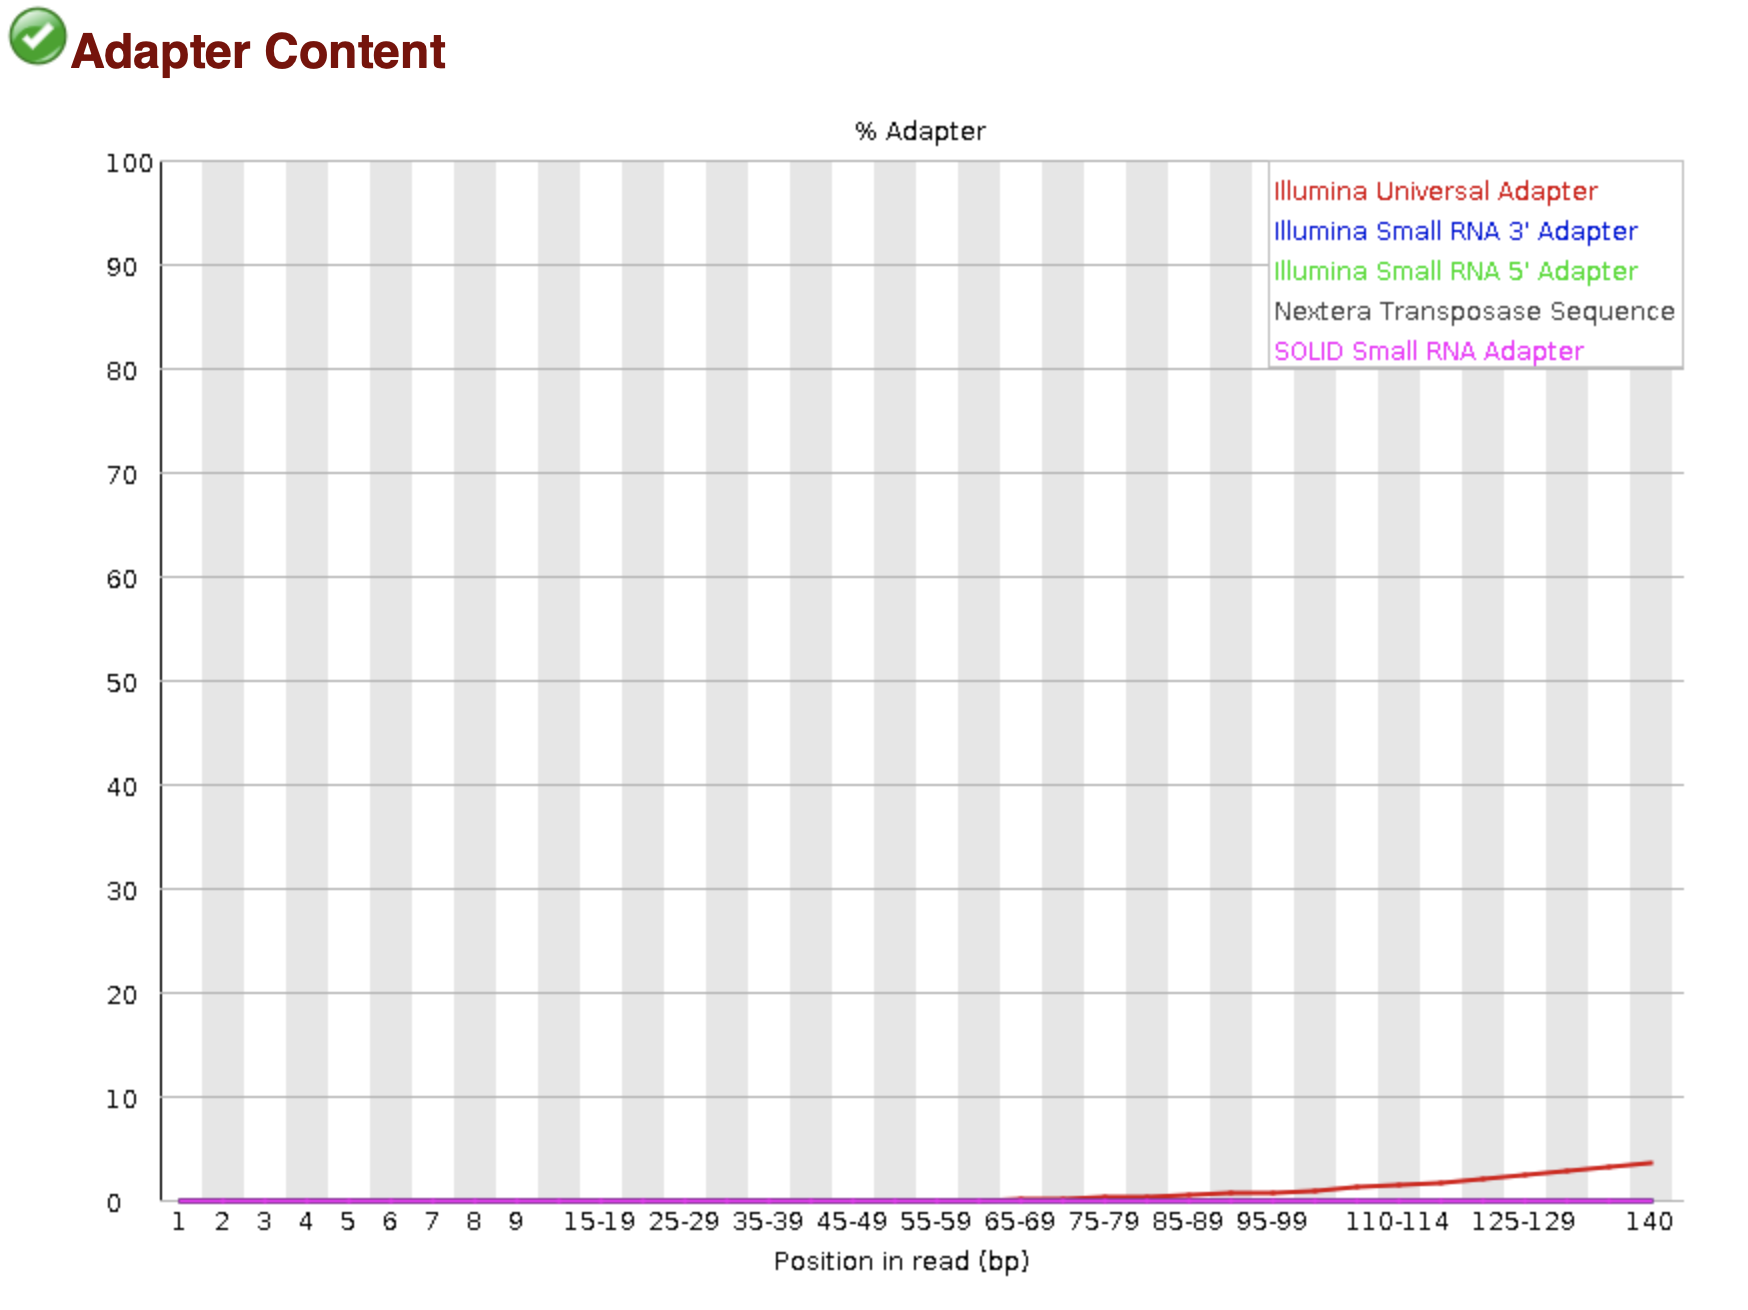 Adapter Content
% Adapter
100
90
80
70
60
50
40
30
20
10
0
Illumina Universal Adapter
Illumina Small RNA 3' Adapter
Illumina Small RNA 5' Adapter
Nextera Transposase Sequence
SOLID Small RNA Adapter
1 2 3 4 5 6 7 8 9 15-19 25-29 35-39 45-49 55-59 65-69 75-79 85-89 95-99 110-114 125-129 140
Position in read (bp)